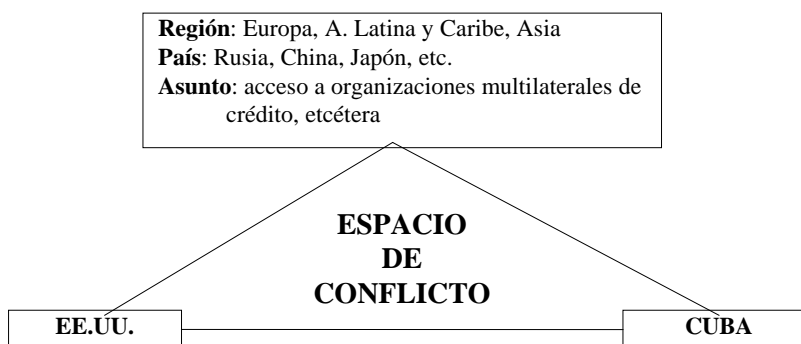 Región: Europa, A. Latina y Caribe, Asia
País: Rusia, China, Japón, etc.
Asunto: acceso a organizaciones multilaterales de
crédito, etcétera
ESPACIO
DE
CONFLICTO
EE.UU.
CUBA